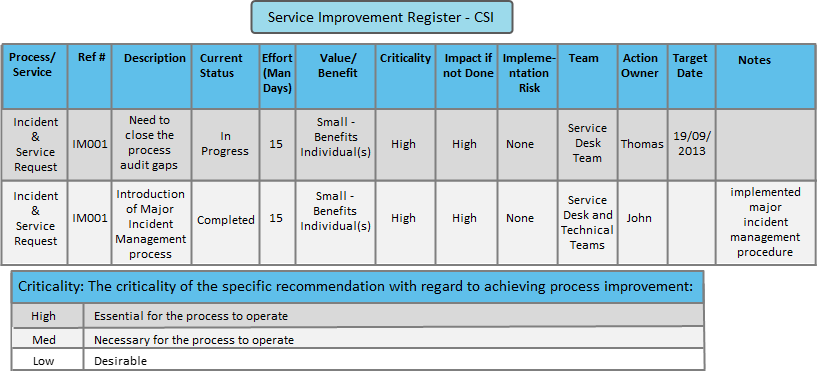 Service Improvement Register - CSI
Process/
Service
Ref #
Description
Current
Status
Effort
(Man
Days)
Value/
Benefit
Criticality
Impact if
not Done
Impleme-
ntation
Risk
Team
Action
Owner
Target
Date
Notes
Incident
&
Service
Request
IM001
Need to
close the
process
audit gaps
In
Progress
15
Small -
Benefits
Individual(s)
High
High
None
Service
Desk
Team
Thomas
19/09/
2013
Incident
&
Service
Request
IM001
Introduction
of Major
Incident
Management
process
Completed
15
Small -
Benefits
Individual(s)
High
High
None
Service
Desk and
Technical
Teams
John
implemented
major
incident
management
procedure
Criticality: The criticality of the specific recommendation with regard to achieving process improvement:
High Essential for the process to operate
Med Necessary for the process to operate
Low Desirable